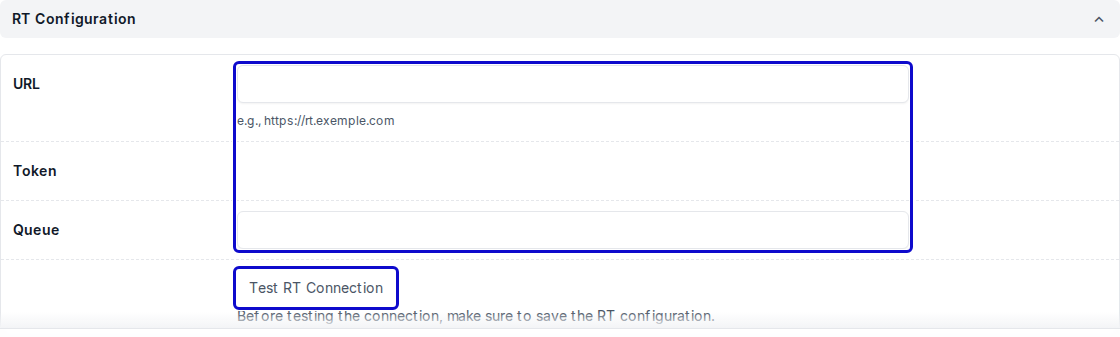 RT Configuration
URL
e.g., https://rt.exemple.com
Token
Queue
Test RT Connection
Before testing the connection, make sure to save the RT configuration.